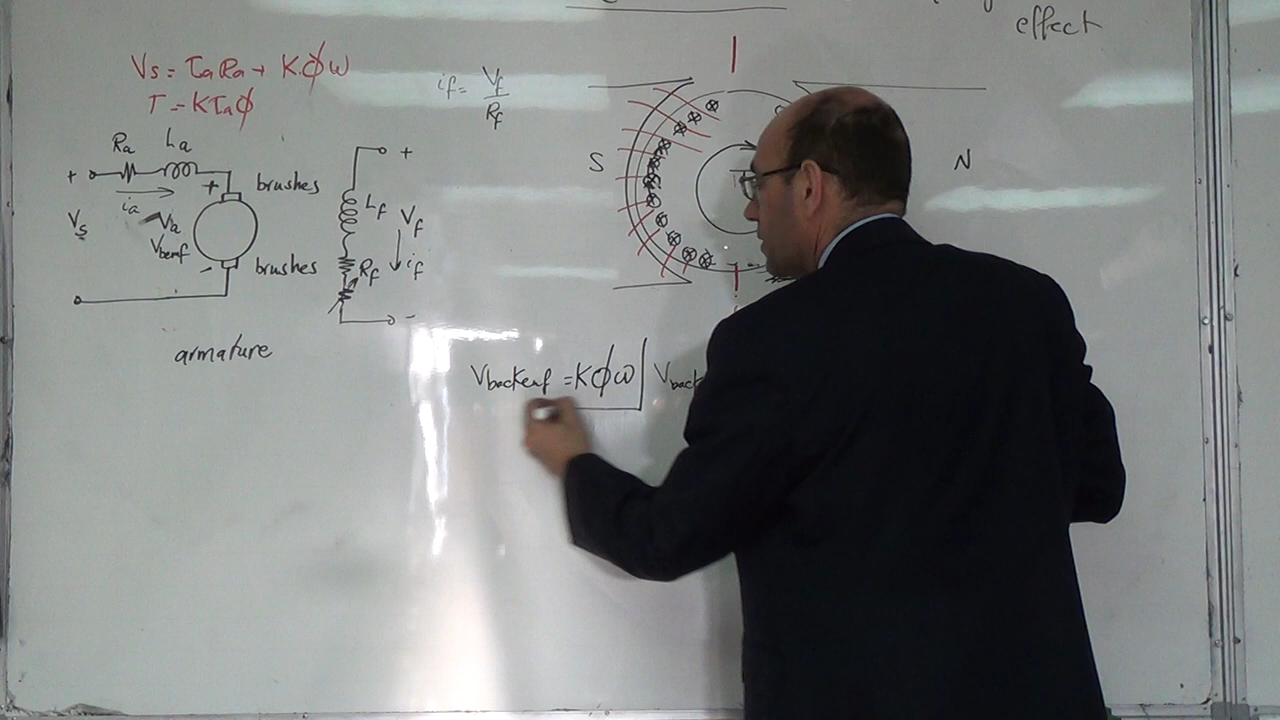 effect
Vs = IaRa + Kϕω
T = KIaϕ
if = Vf / Rf
Ra La
+
+ brushes
ia
Vs
Va
Vbemf
- brushes
armature
+
Lf Vf
Rf if
-
S N
Vbackemf = Kϕω Vback